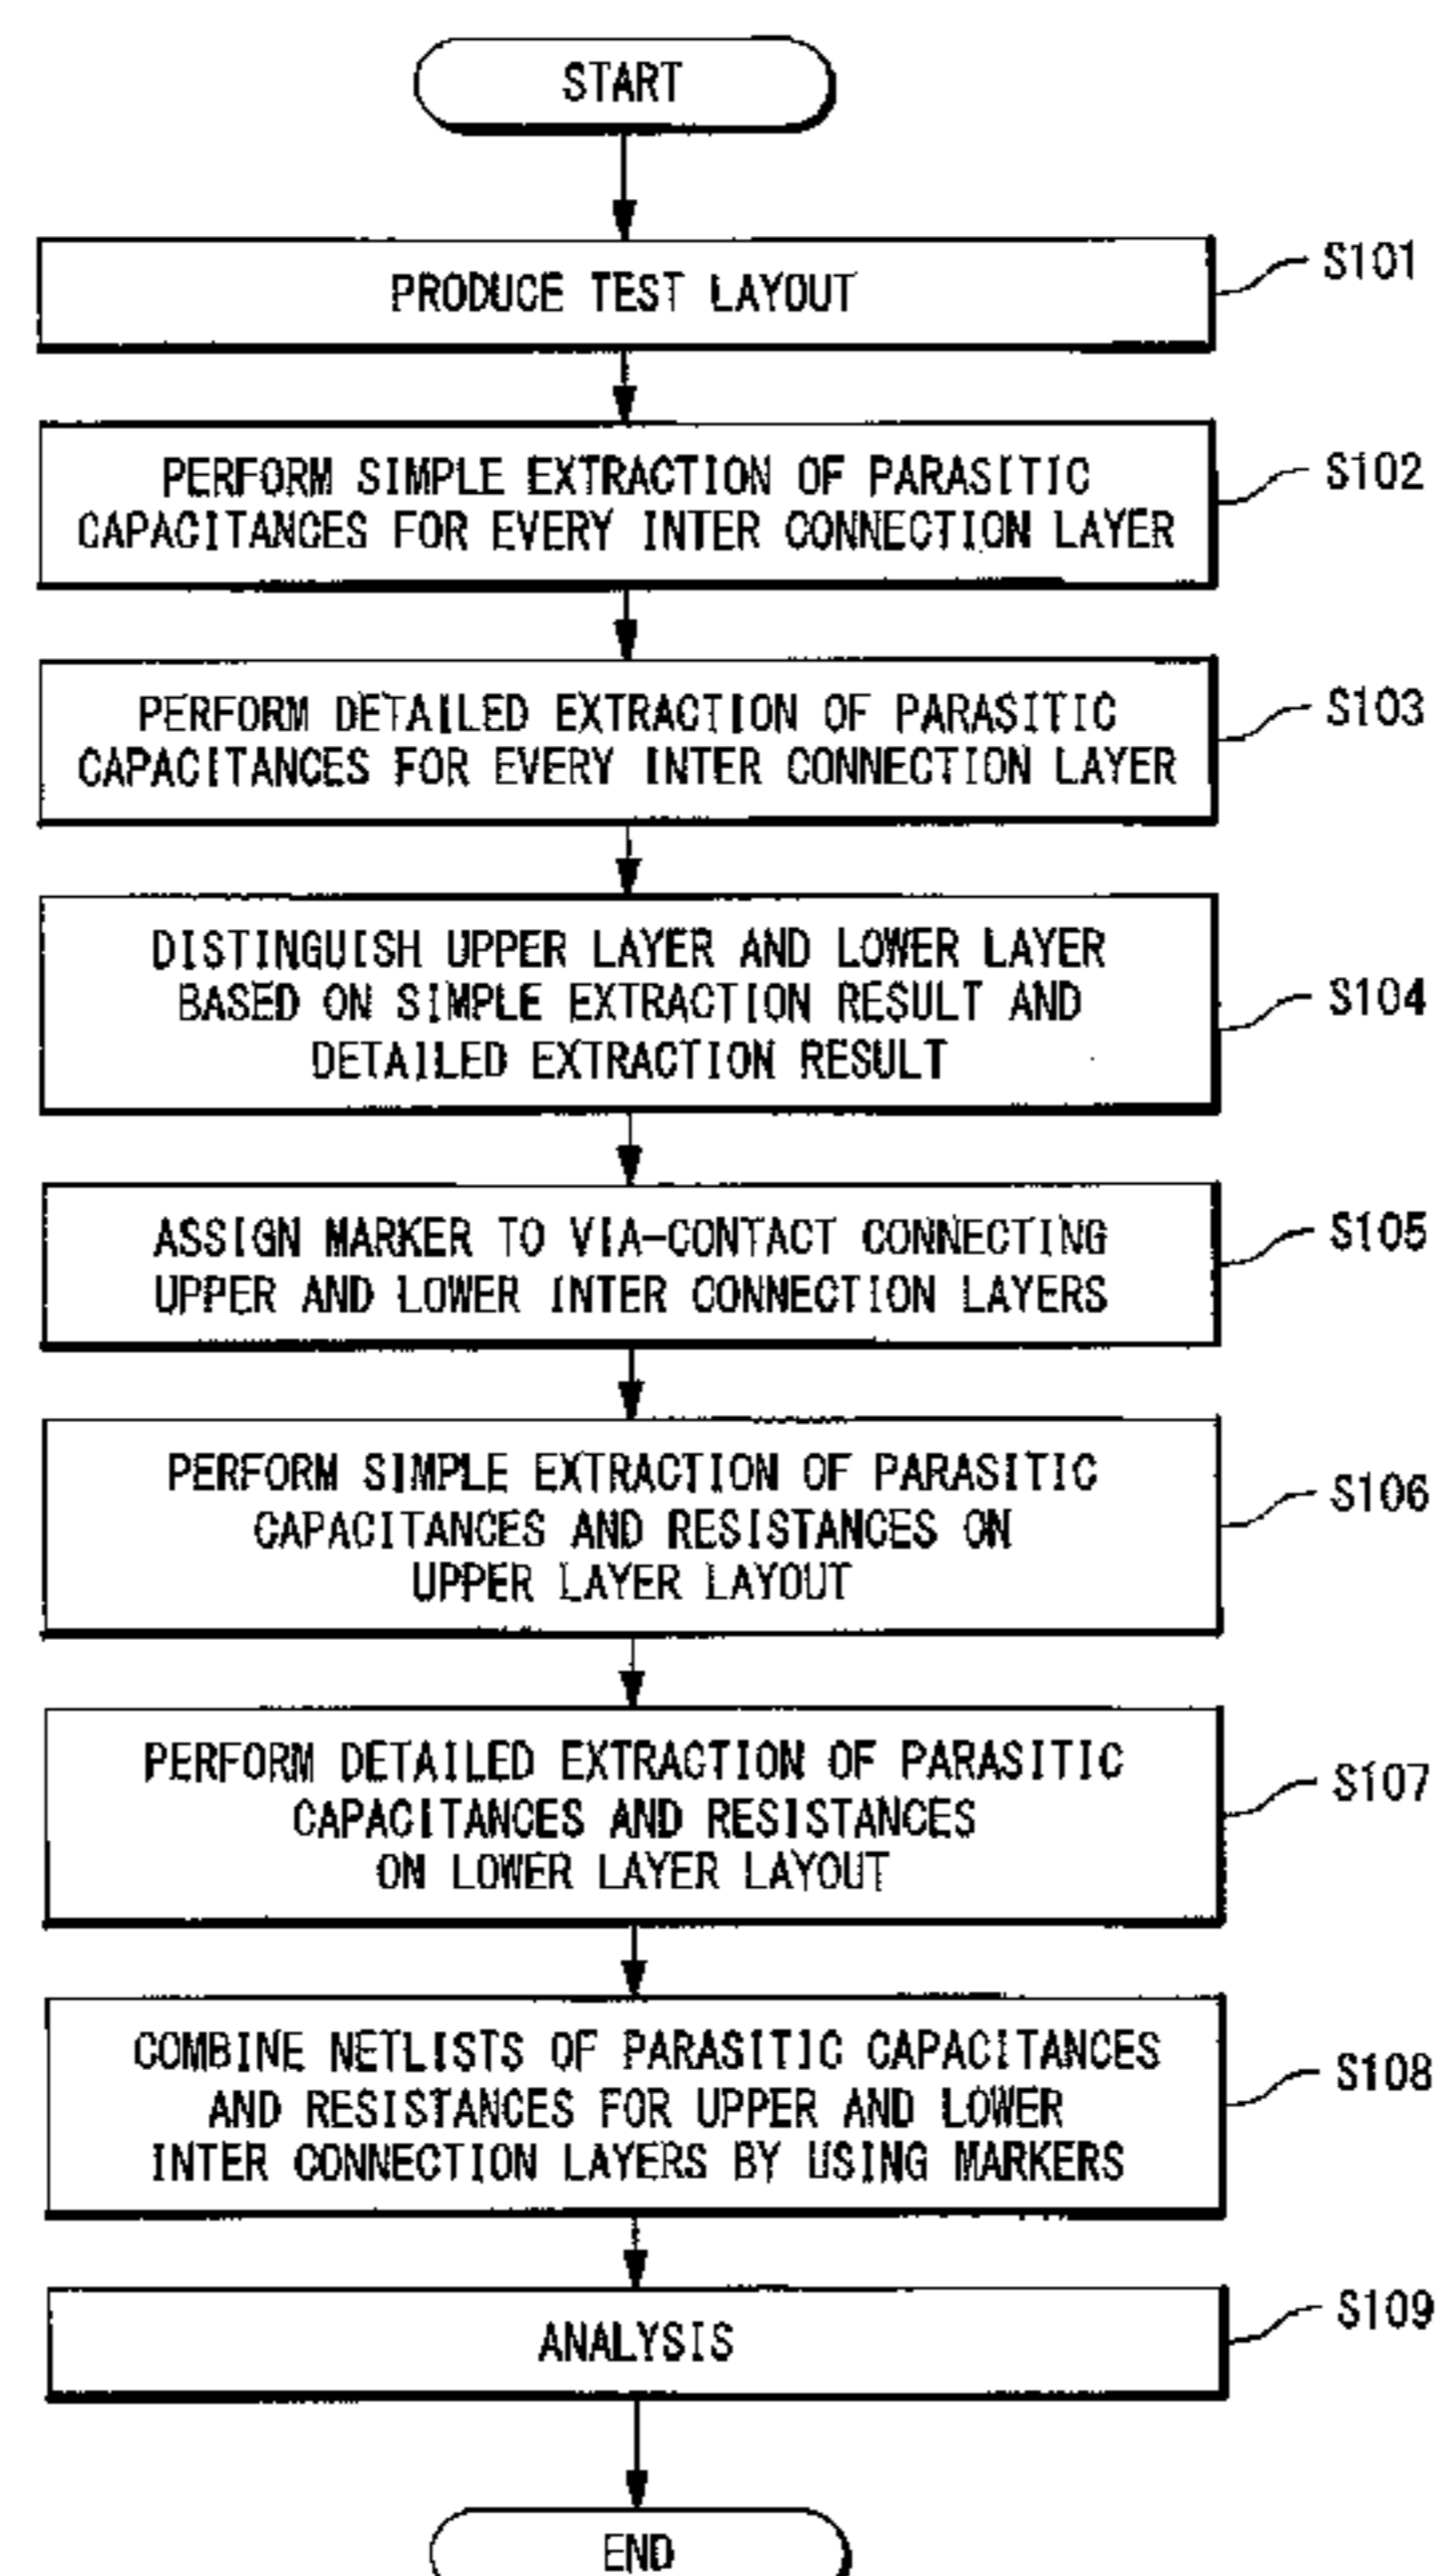 START
PRODUCE TEST LAYOUT
S101
PERFORM SIMPLE EXTRACTION OF PARASITIC
CAPACITANCES FOR EVERY INTER CONNECTION LAYER
S102
PERFORM DETAILED EXTRACTION OF PARASITIC
CAPACITANCES FOR EVERY INTER CONNECTION LAYER
S103
DISTINGUISH UPPER LAYER AND LOWER LAYER
BASED ON SIMPLE EXTRACTION RESULT AND
DETAILED EXTRACTION RESULT
S104
ASSIGN MARKER TO VIA-CONTACT CONNECTING
UPPER AND LOWER INTER CONNECTION LAYERS
S105
PERFORM SIMPLE EXTRACTION OF PARASITIC
CAPACITANCES AND RESISTANCES ON
UPPER LAYER LAYOUT
S106
PERFORM DETAILED EXTRACTION OF PARASITIC
CAPACITANCES AND RESISTANCES
ON LOWER LAYER LAYOUT
S107
COMBINE NETLISTS OF PARASITIC CAPACITANCES
AND RESISTANCES FOR UPPER AND LOWER
INTER CONNECTION LAYERS BY USING MARKERS
S108
ANALYSIS
S109
END